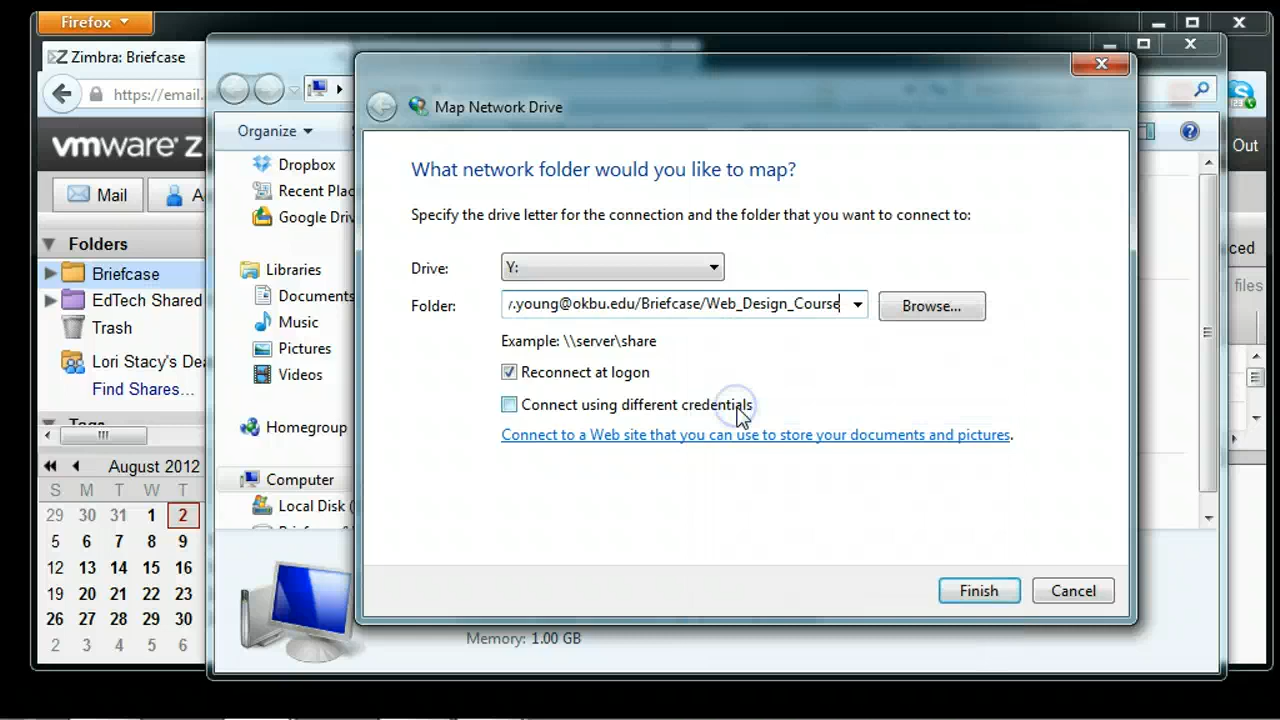 Firefox
Zimbra: Briefcase
https://email.
vmware Z
Out
Mail
A
Folders
Briefcase
EdTech Shared
Trash
Lori Stacy's De
Find Shares...
Tags
August 2012
S M T W T
29 30 31 1 2
5 6 7 8 9
12 13 14 15 16
19 20 21 22 23
26 27 28 29 30
2 3 4 5 6
Organize
Dropbox
Recent Plac
Google Driv
Libraries
Documents
Music
Pictures
Videos
Homegroup
Computer
Local Disk (
Memory: 1.00 GB
Map Network Drive
What network folder would you like to map?
Specify the drive letter for the connection and the folder that you want to connect to:
Drive: Y:
Folder: .young@okbu.edu/Briefcase/Web_Design_Course Browse...
Example: \\server\share
Reconnect at logon
Connect using different credentials
Connect to a Web site that you can use to store your documents and pictures.
Finish Cancel
ced
files